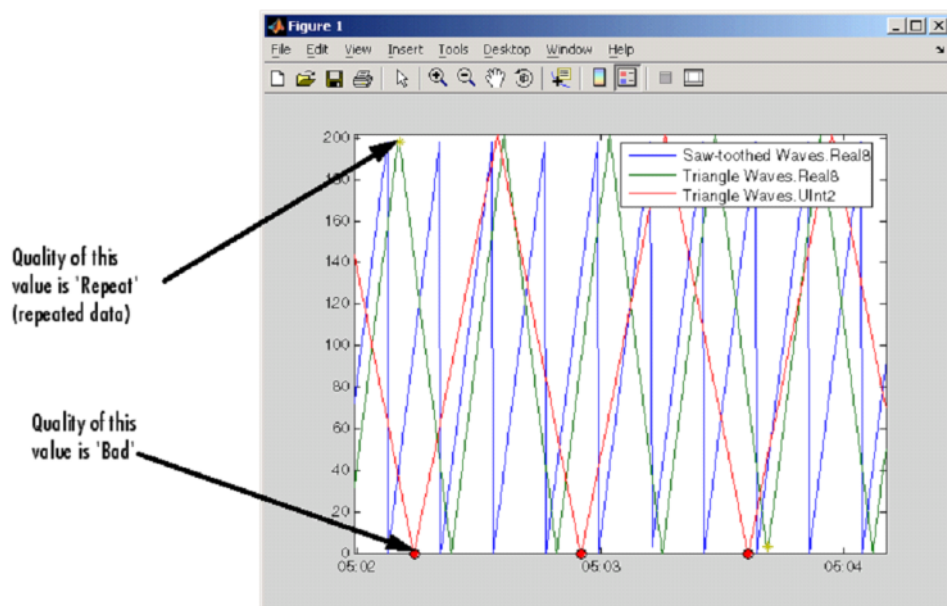 Figure 1
File Edit View Insert Tools Desktop Window Help
200
180
160
140
120
100
80
60
40
20
0
05:02 05:03 05:04
Saw-toothed Waves.Real8
Triangle Waves.Real8
Triangle Waves.UInt2
Quality of this
value is 'Repeat'
(repeated data)
Quality of this
value is 'Bad'